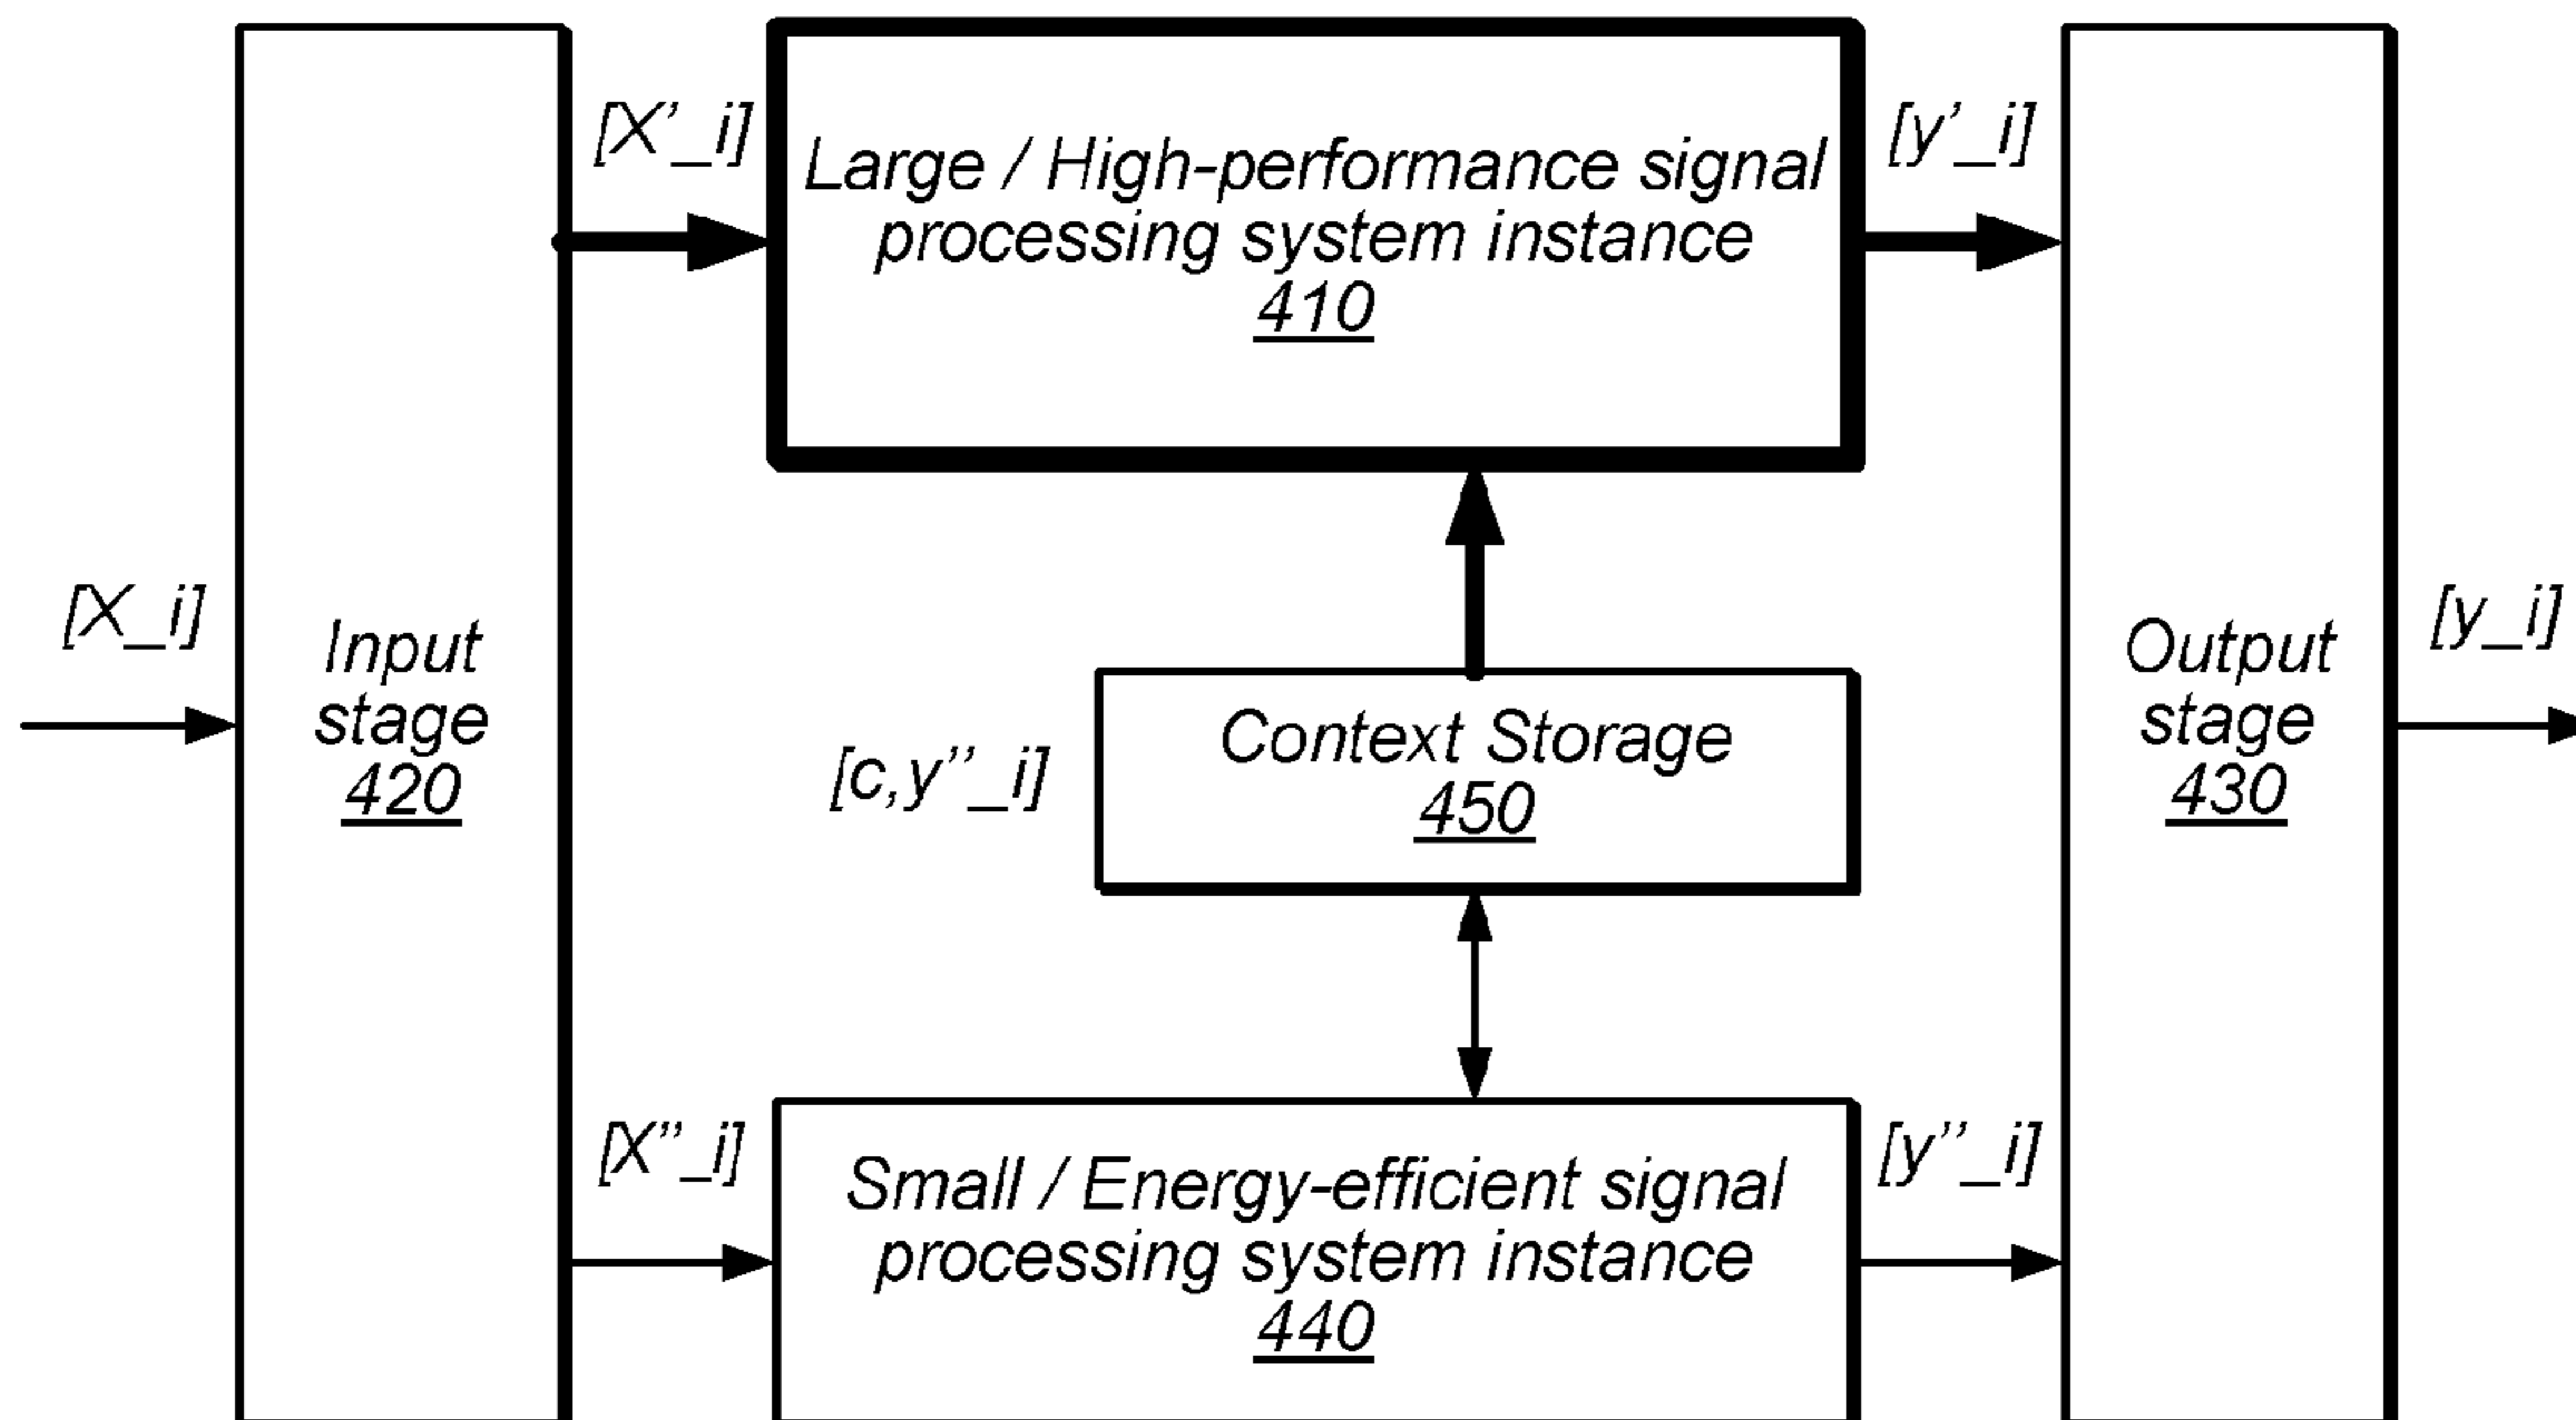 [X_i]
Input
stage
420
[X’_i]
Large / High-performance signal
processing system instance
410
[y’_i]
[c,y’’_i]
Context Storage
450
[X’’_i]
Small / Energy-efficient signal
processing system instance
440
[y’’_i]
Output
stage
430
[y_i]